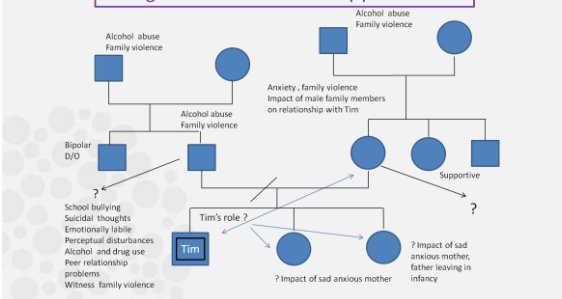 Alcohol abuse
Family violence
Alcohol abuse
Family violence
Anxiety , family violence
Impact of male family members
on relationship with Tim
Alcohol abuse
Family violence
Bipolar
D/O
Supportive
?
School bullying
Suicidal thoughts
Emotionally labile
Perceptual disturbances
Alcohol and drug use
Peer relationship
problems
Witness family violence
Tim's role ?
?
Tim
? Impact of sad anxious mother
? Impact of sad
anxious mother,
father leaving in
infancy